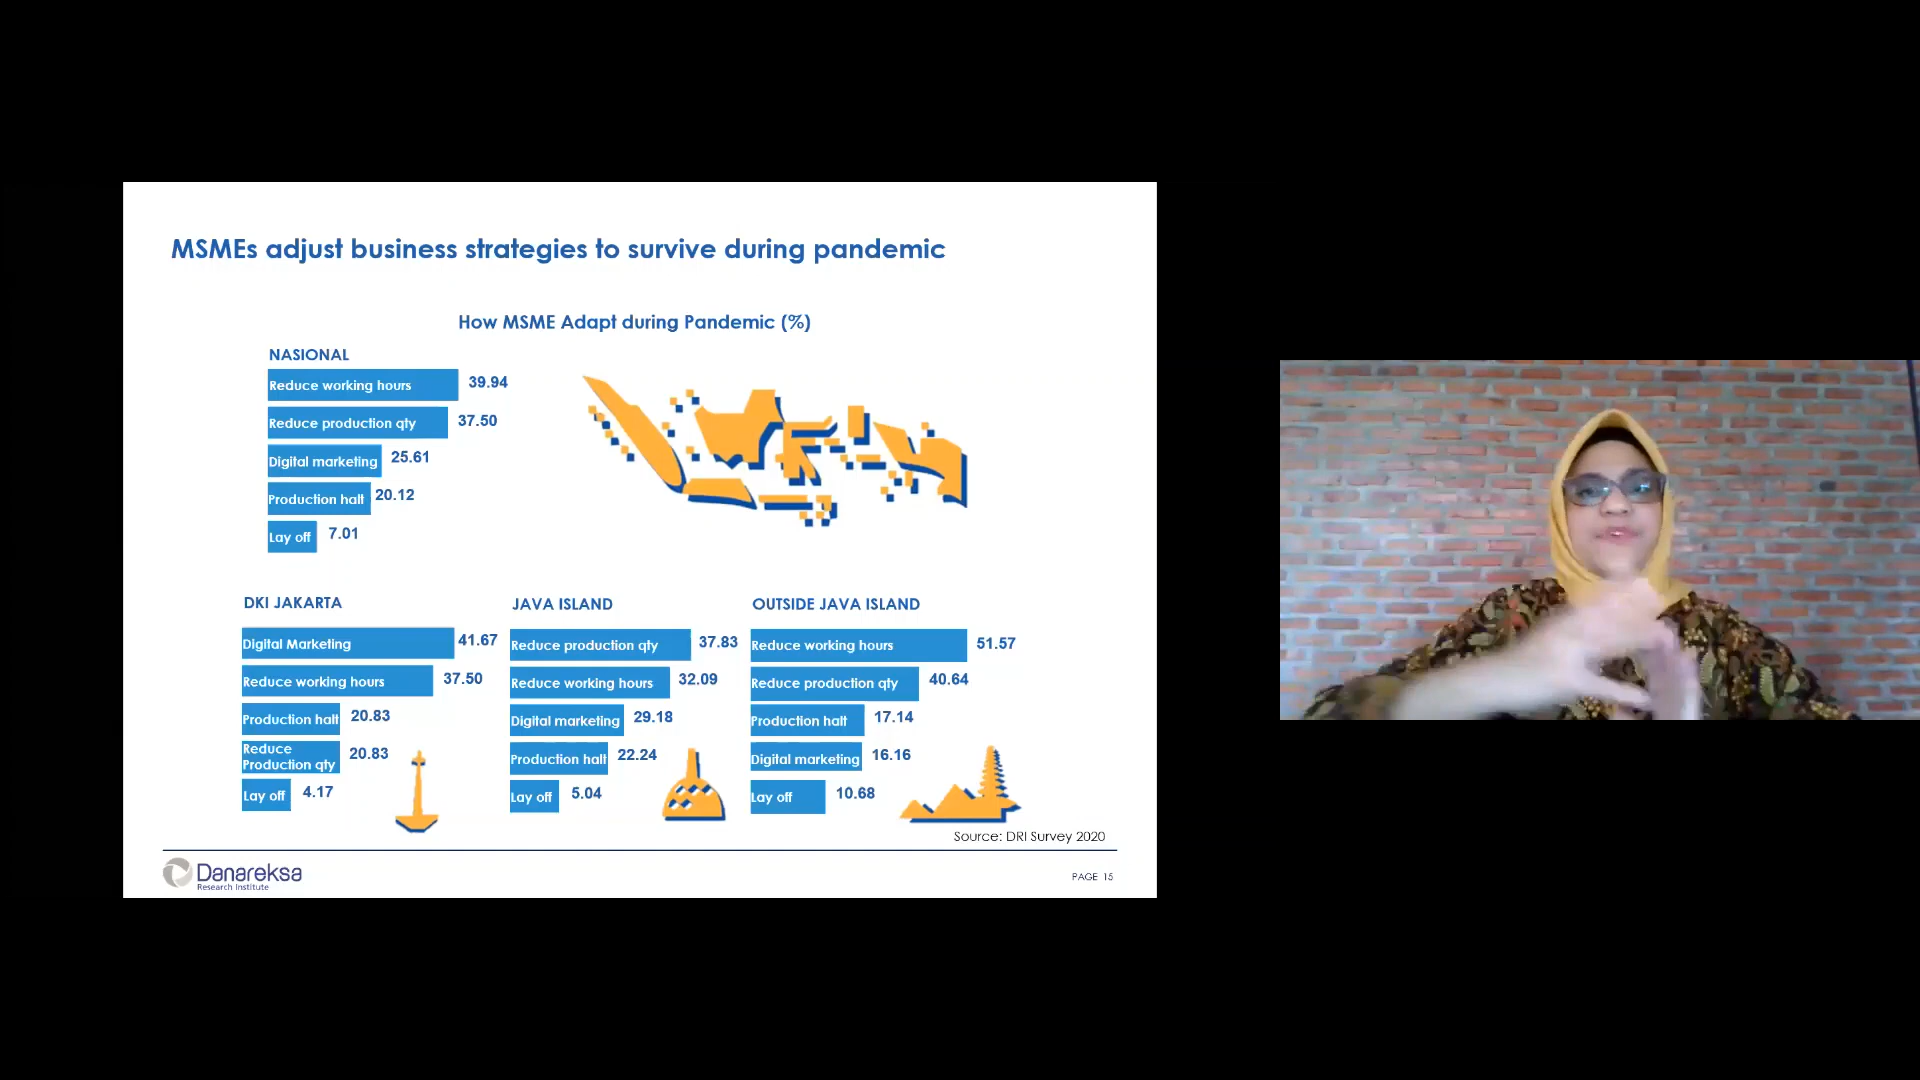 MSMEs adjust business strategies to survive during pandemic
How MSME Adapt during Pandemic (%)
NASIONAL
Reduce working hours 39.94
Reduce production qty 37.50
Digital marketing 25.61
Production halt 20.12
Lay off 7.01
DKI JAKARTA
Digital Marketing 41.67
Reduce working hours 37.50
Production halt 20.83
Reduce
Production qty 20.83
Lay off 4.17
JAVA ISLAND
Reduce production qty 37.83
Reduce working hours 32.09
Digital marketing 29.18
Production halt 22.24
Lay off 5.04
OUTSIDE JAVA ISLAND
Reduce working hours 51.57
Reduce production qty 40.64
Production halt 17.14
Digital marketing 16.16
Lay off 10.68
Source: DRI Survey 2020
Danareksa
Research Institute
PAGE 15